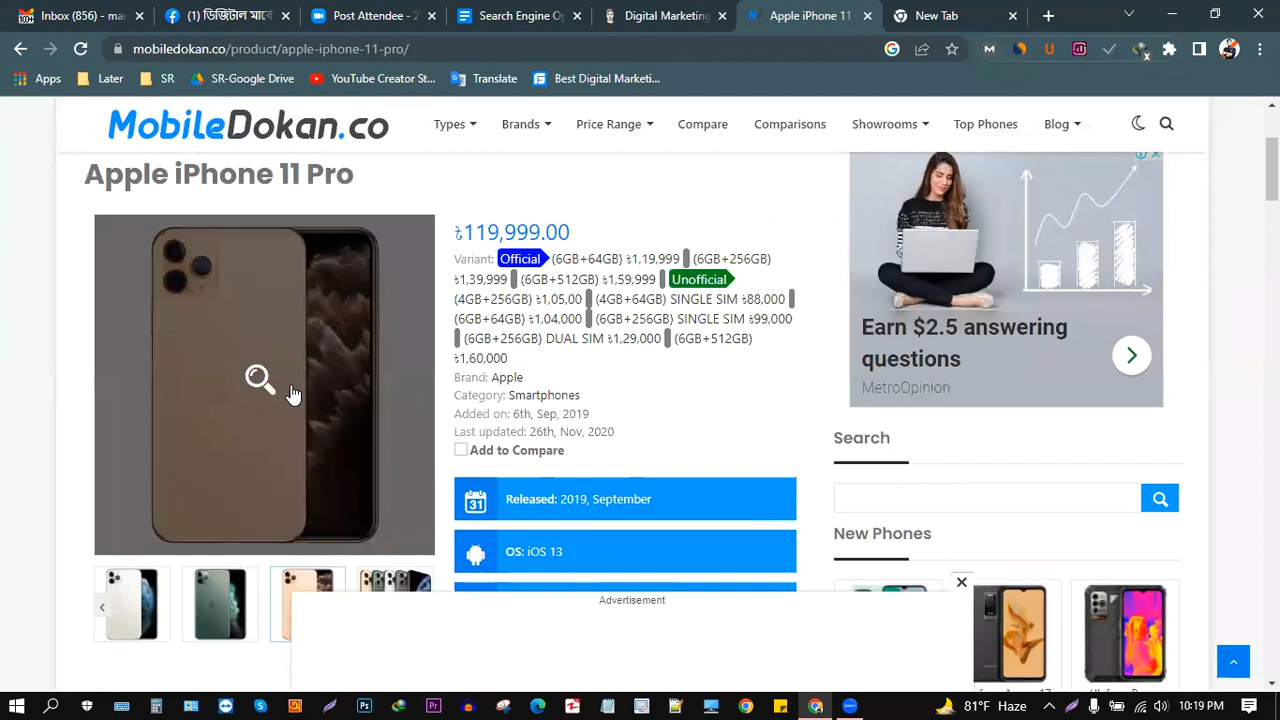 Inbox (846) -
ডিজিটাল মার্কে
Post Attendee - Z
Search Engine Op
Digital Marketing
Apple iPhone 11
New Tab
mobiledokan.co/product/apple-iphone-11-pro/
Apps
Later
SR
SR-Google Drive
YouTube Creator St...
Translate
Best Digital Marketi...
MobileDokan.co
Types
Brands
Price Range
Compare
Comparisons
Showrooms
Top Phones
Blog
Apple iPhone 11 Pro
৳119,999.00
Variant: Official (6GB+64GB) ৳1,19,999 (6GB+256GB)
৳1,39,999 (6GB+512GB) ৳1,59,999 Unofficial
(4GB+256GB) ৳1,05,00 (4GB+64GB) SINGLE SIM ৳88,000
(6GB+64GB) ৳1,04,000 (6GB+256GB) SINGLE SIM ৳99,000
(6GB+256GB) DUAL SIM ৳1,29,000 (6GB+512GB)
৳1,60,000
Brand: Apple
Category: Smartphones
Added on: 6th, Sep, 2019
Last updated: 26th, Nov, 2020
Add to Compare
31
Released: 2019, September
OS: iOS 13
Earn $2.5 answering
questions
MetroOpinion
Search
New Phones
Advertisement
81°F Haze
10:19 PM